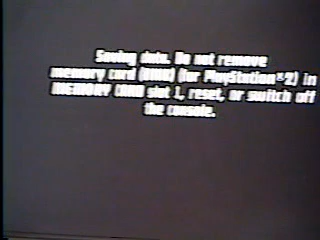 Saving data. Do not remove
memory card (8MB) (for PlayStation®2) in
MEMORY CARD slot 1, reset, or switch off
the console.